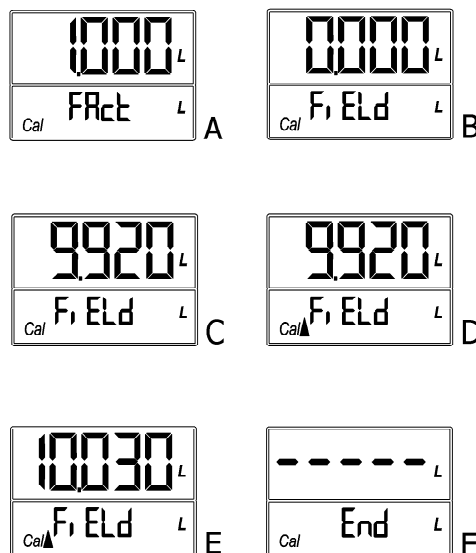 1.000 L
Cal FAct L A
0.000 L
Cal Fi ELd L B
9.920 L
Cal Fi ELd L C
9.920 L
Cal Fi ELd L D
10.030 L
Cal Fi ELd L E
----- L
Cal End L F